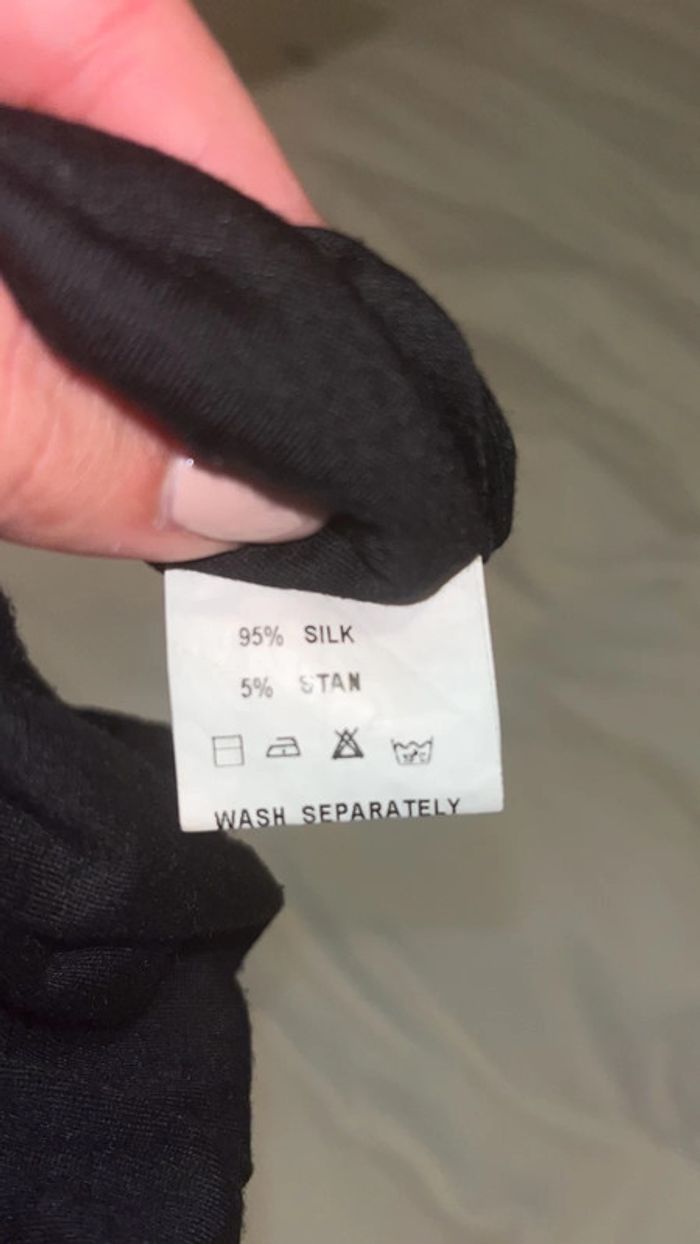 95% SILK
5% STAN
WASH SEPARATELY